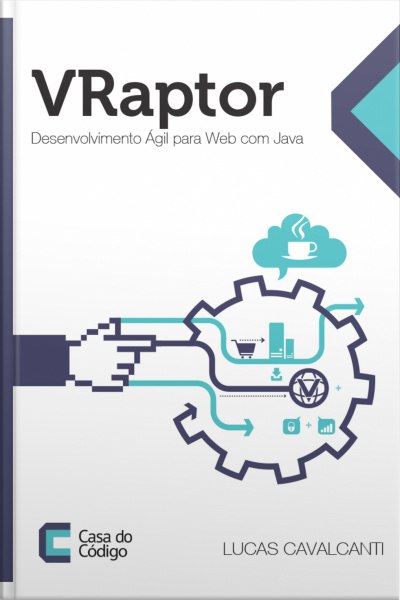 VRaptor
Desenvolvimento Ágil para Web com Java
Casa do
Código
LUCAS CAVALCANTI